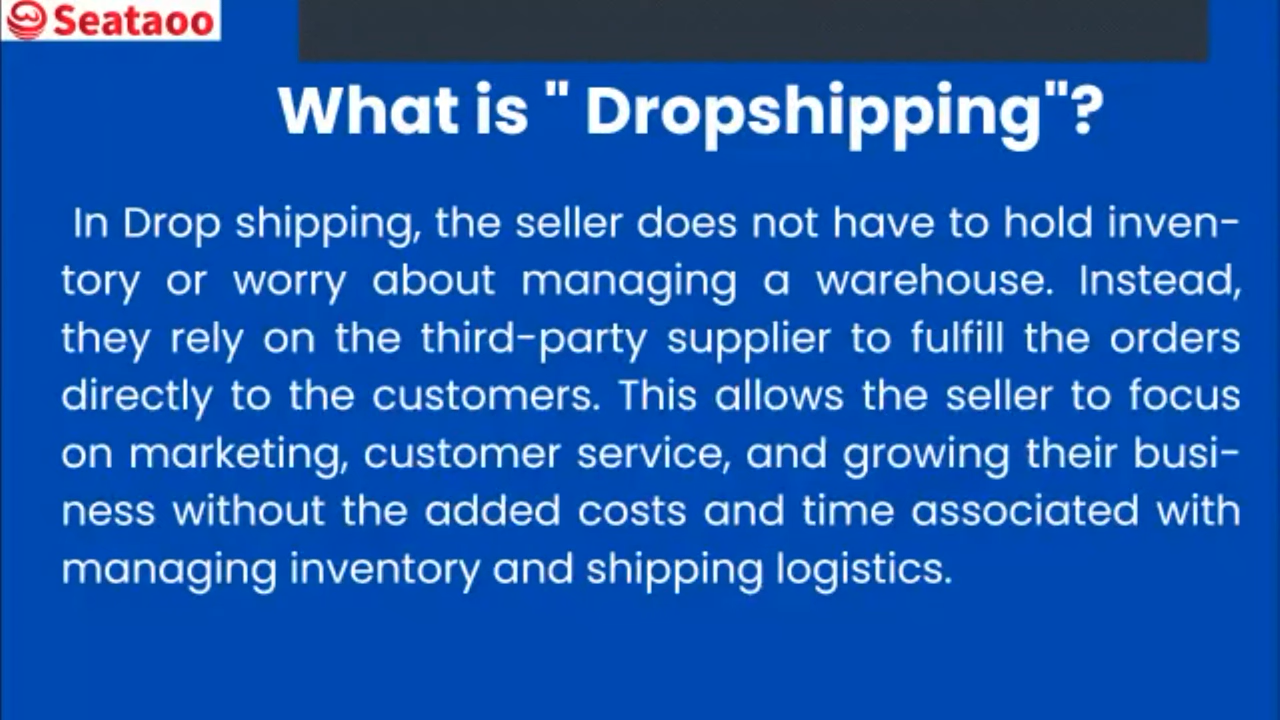 Seataoo
What is " Dropshipping"?
In Drop shipping, the seller does not have to hold inven-
tory or worry about managing a warehouse. Instead,
they rely on the third-party supplier to fulfill the orders
directly to the customers. This allows the seller to focus
on marketing, customer service, and growing their busi-
ness without the added costs and time associated with
managing inventory and shipping logistics.